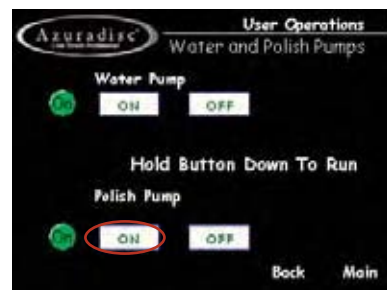 Azuradisc
User Operations
Water and Polish Pumps
Water Pump
On ON OFF
Hold Button Down To Run
Polish Pump
On ON OFF
Back Main